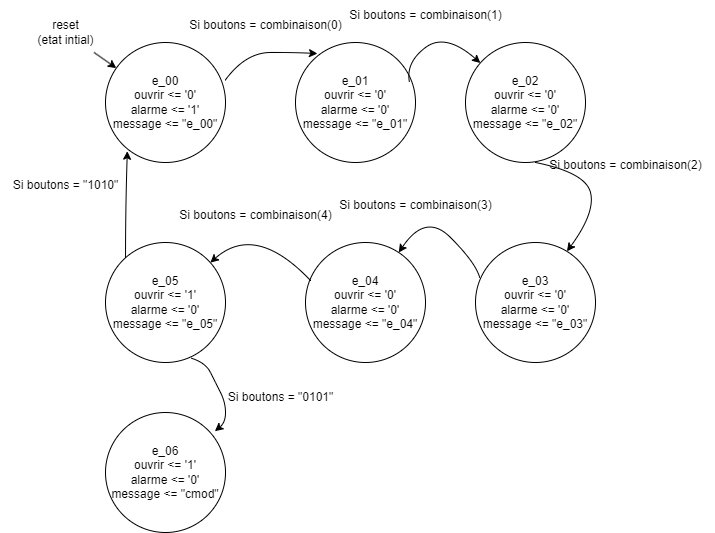 reset
(etat intial)
Si boutons = combinaison(0)
Si boutons = combinaison(1)
e_00
ouvrir <= '0'
alarme <= '1'
message <= "e_00"
e_01
ouvrir <= '0'
alarme <= '0'
message <= "e_01"
e_02
ouvrir <= '0'
alarme <= '0'
message <= "e_02"
Si boutons = combinaison(2)
Si boutons = "1010"
Si boutons = combinaison(4)
Si boutons = combinaison(3)
e_05
ouvrir <= '1'
alarme <= '0'
message <= "e_05"
e_04
ouvrir <= '0'
alarme <= '0'
message <= "e_04"
e_03
ouvrir <= '0'
alarme <= '0'
message <= "e_03"
Si boutons = "0101"
e_06
ouvrir <= '1'
alarme <= '0'
message <= "cmod"